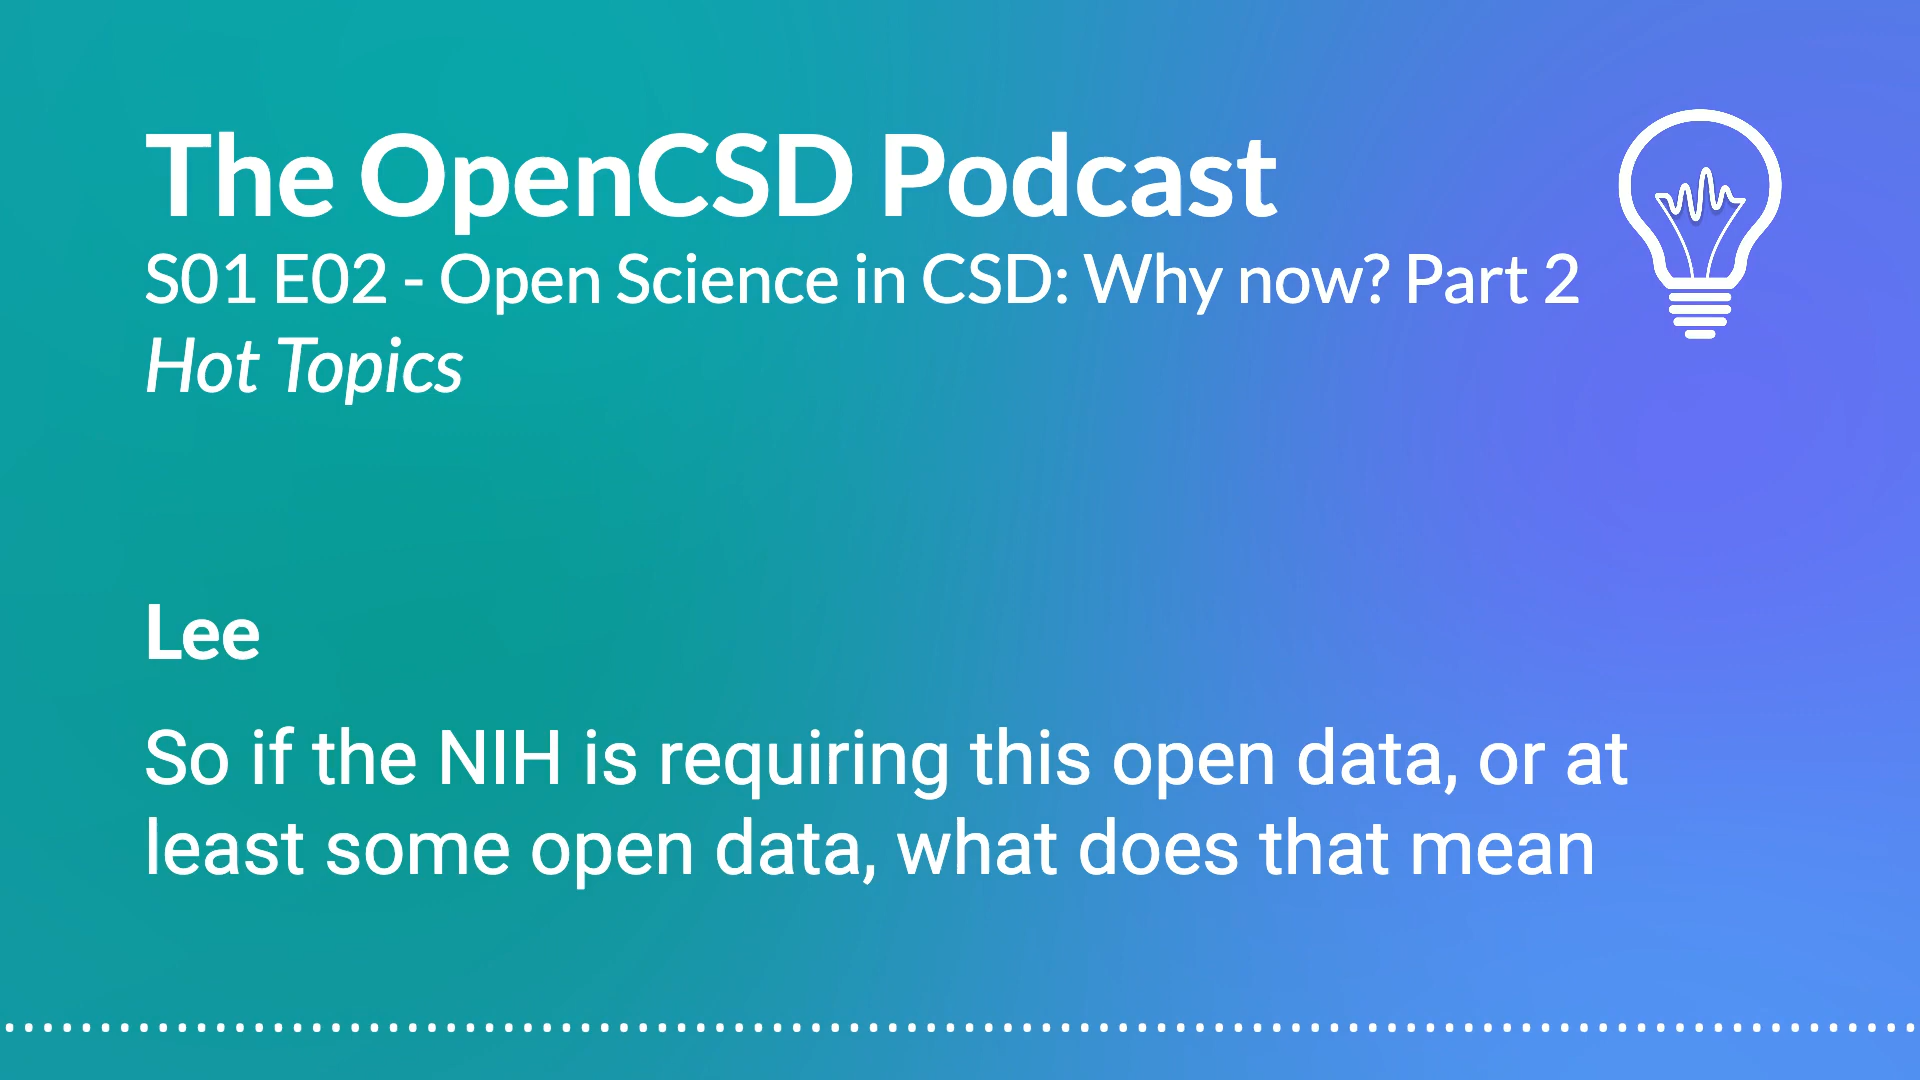 The OpenCSD Podcast
S01 E02 - Open Science in CSD: Why now? Part 2
Hot Topics
Lee
So if the NIH is requiring this open data, or at
least some open data, what does that mean